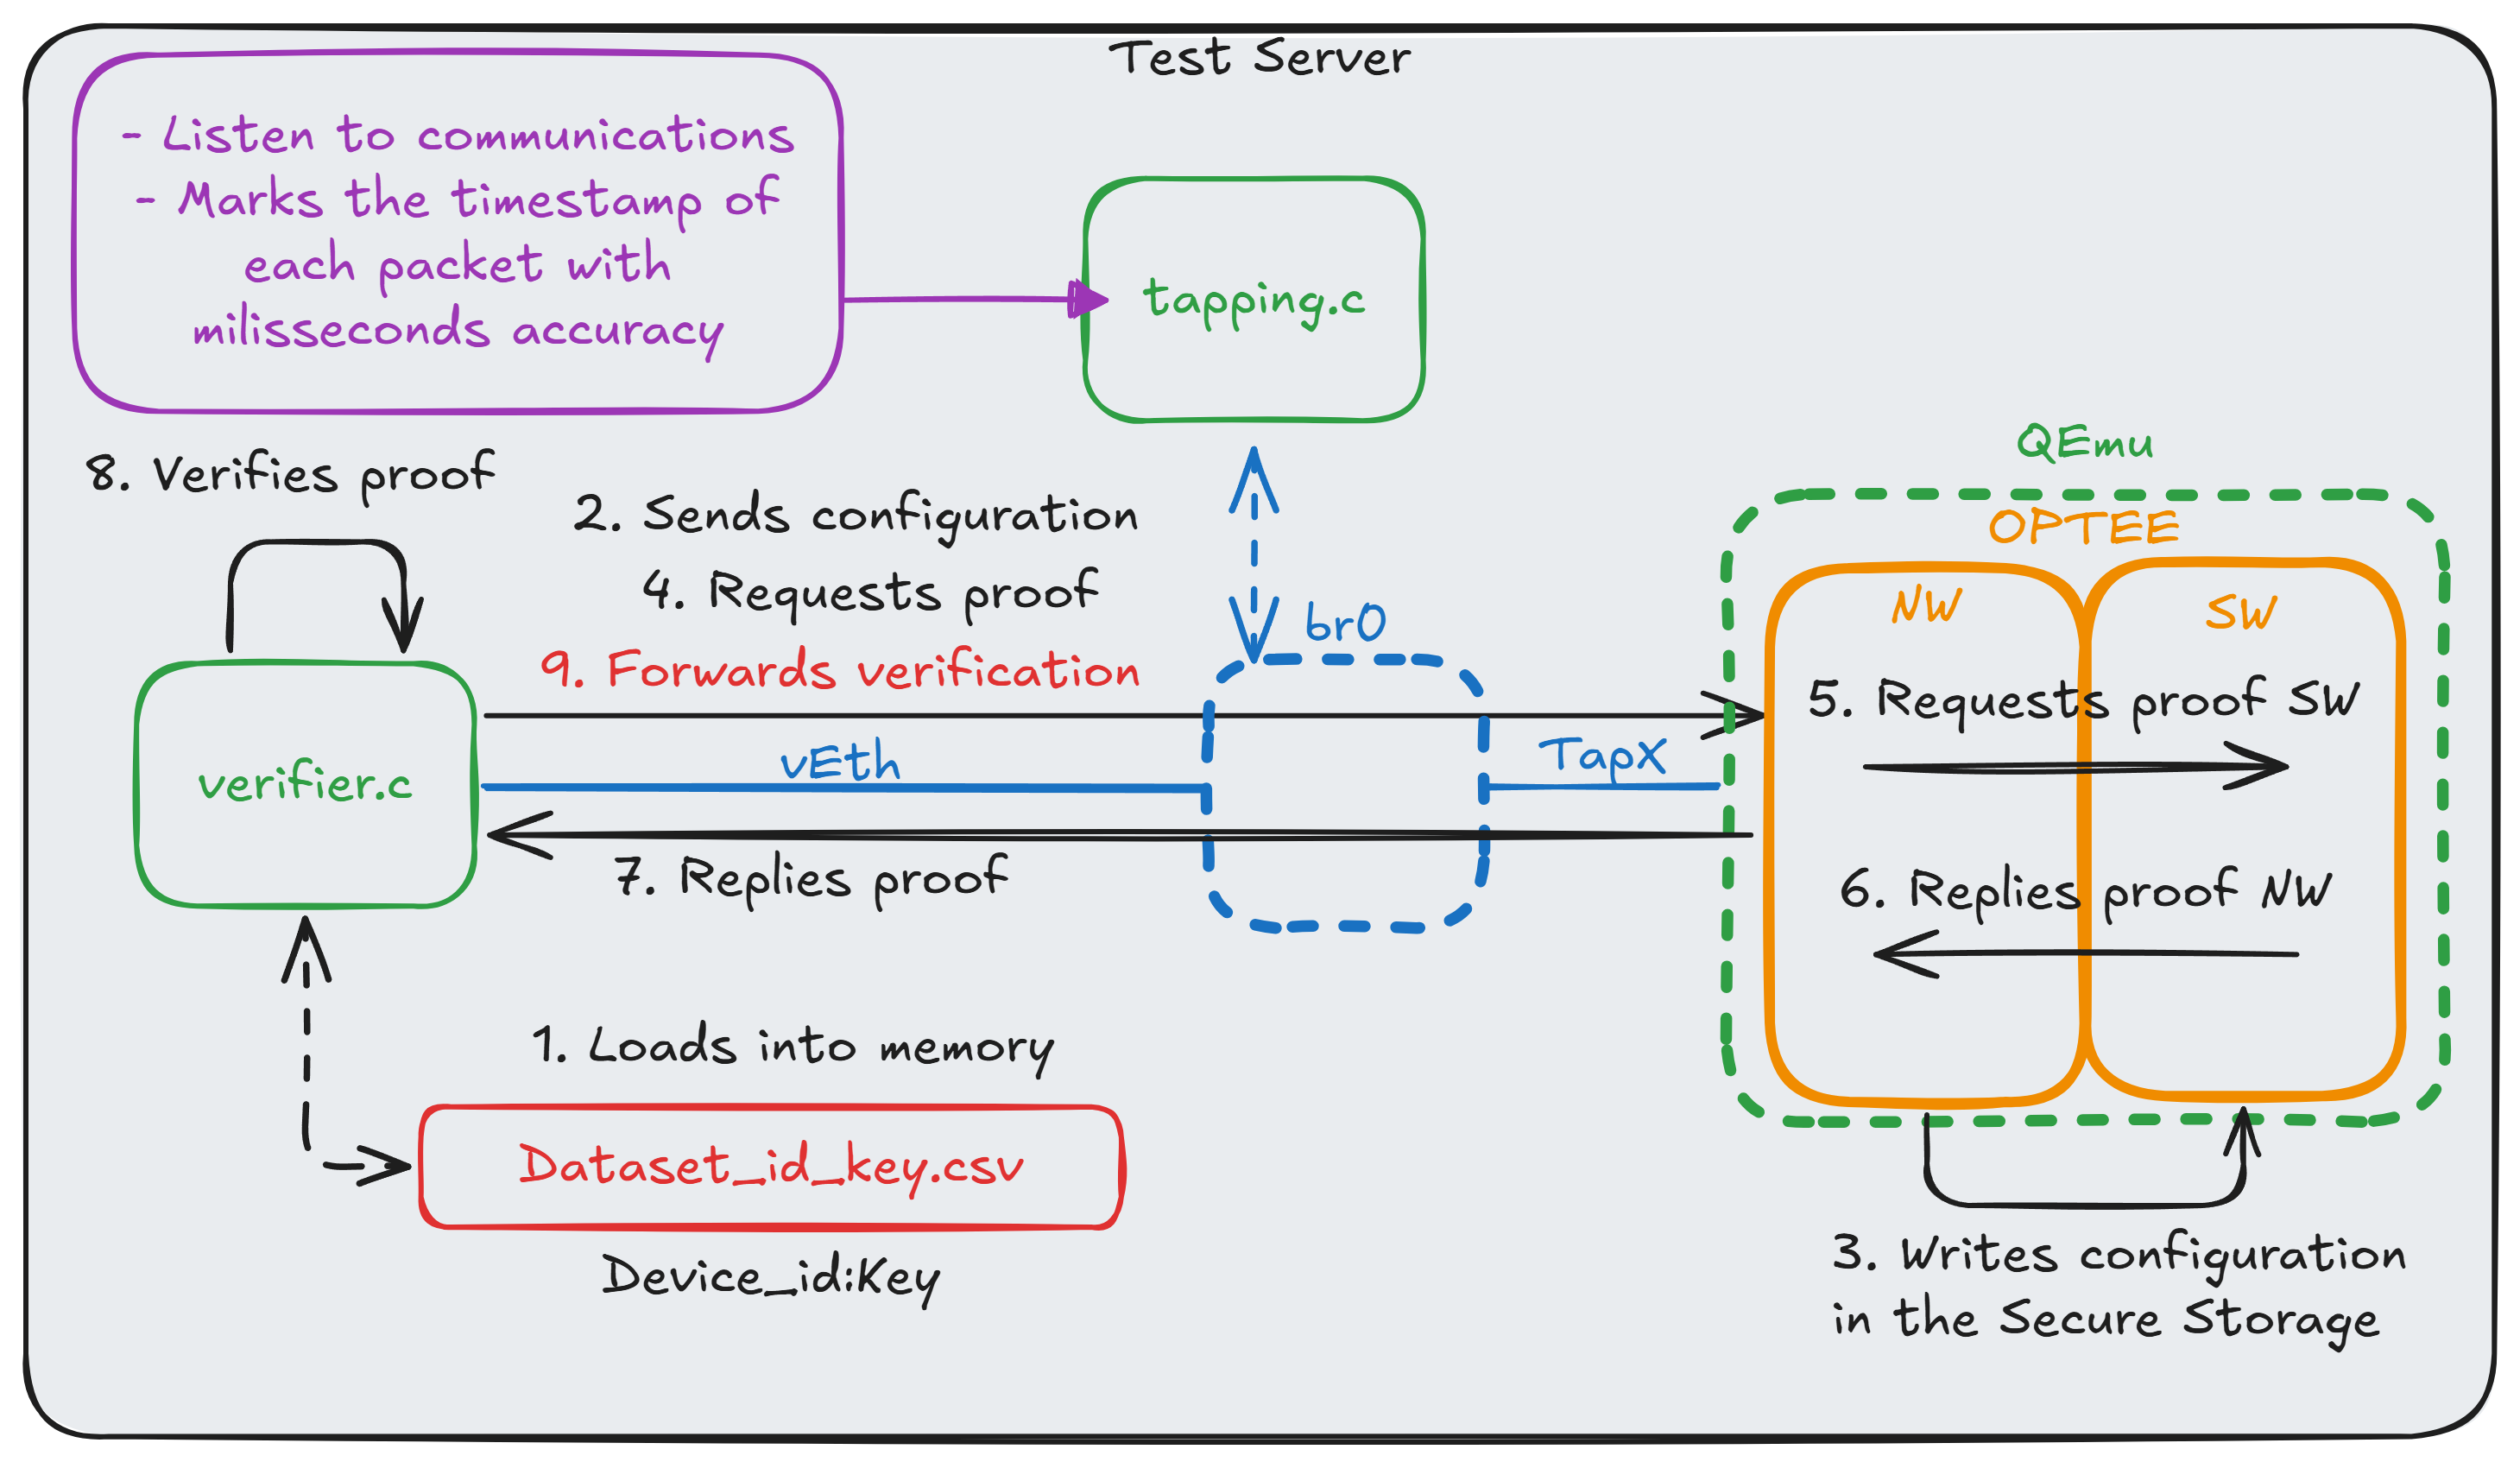 Test Server
- Listen to communications
- Marks the timestamp of
each packet with
milisseconds accuracy
tapping.c
8. Verifies proof
2. Sends configuration
4. Requests proof
9. Forwards verification
QEmu
OPTEE
NW
SW
br0
5. Requests proof SW
vEth
TapX
verifier.c
7. Replies proof
6. Replies proof NW
1. Loads into memory
Dataset_id_key.csv
Device_id:Key
3. Writes configuration
in the Secure Storage